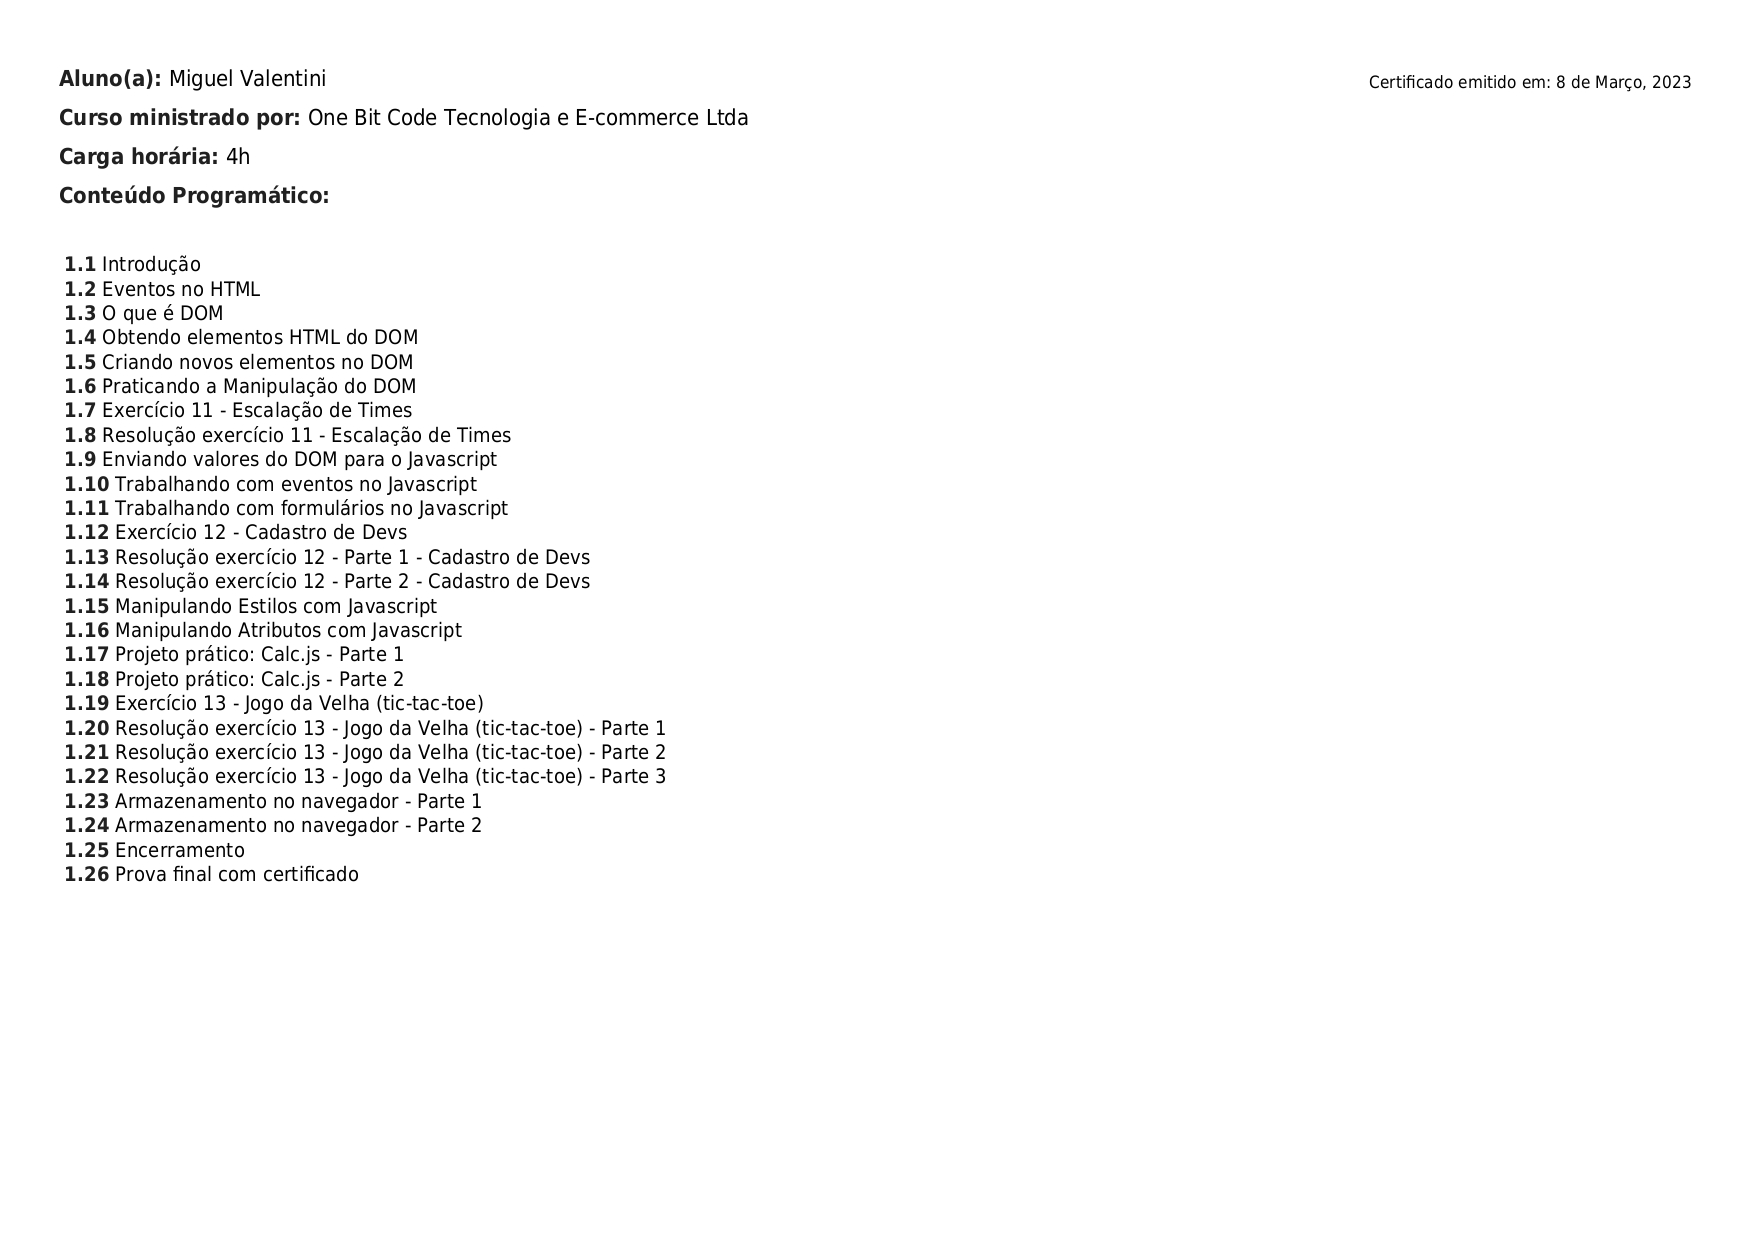 Aluno(a): Miguel Valentini
Certificado emitido em: 8 de Março, 2023
Curso ministrado por: One Bit Code Tecnologia e E-commerce Ltda
Carga horária: 4h
Conteúdo Programático:
1.1 Introdução
1.2 Eventos no HTML
1.3 O que é DOM
1.4 Obtendo elementos HTML do DOM
1.5 Criando novos elementos no DOM
1.6 Praticando a Manipulação do DOM
1.7 Exercício 11 - Escalação de Times
1.8 Resolução exercício 11 - Escalação de Times
1.9 Enviando valores do DOM para o Javascript
1.10 Trabalhando com eventos no Javascript
1.11 Trabalhando com formulários no Javascript
1.12 Exercício 12 - Cadastro de Devs
1.13 Resolução exercício 12 - Parte 1 - Cadastro de Devs
1.14 Resolução exercício 12 - Parte 2 - Cadastro de Devs
1.15 Manipulando Estilos com Javascript
1.16 Manipulando Atributos com Javascript
1.17 Projeto prático: Calc.js - Parte 1
1.18 Projeto prático: Calc.js - Parte 2
1.19 Exercício 13 - Jogo da Velha (tic-tac-toe)
1.20 Resolução exercício 13 - Jogo da Velha (tic-tac-toe) - Parte 1
1.21 Resolução exercício 13 - Jogo da Velha (tic-tac-toe) - Parte 2
1.22 Resolução exercício 13 - Jogo da Velha (tic-tac-toe) - Parte 3
1.23 Armazenamento no navegador - Parte 1
1.24 Armazenamento no navegador - Parte 2
1.25 Encerramento
1.26 Prova final com certificado